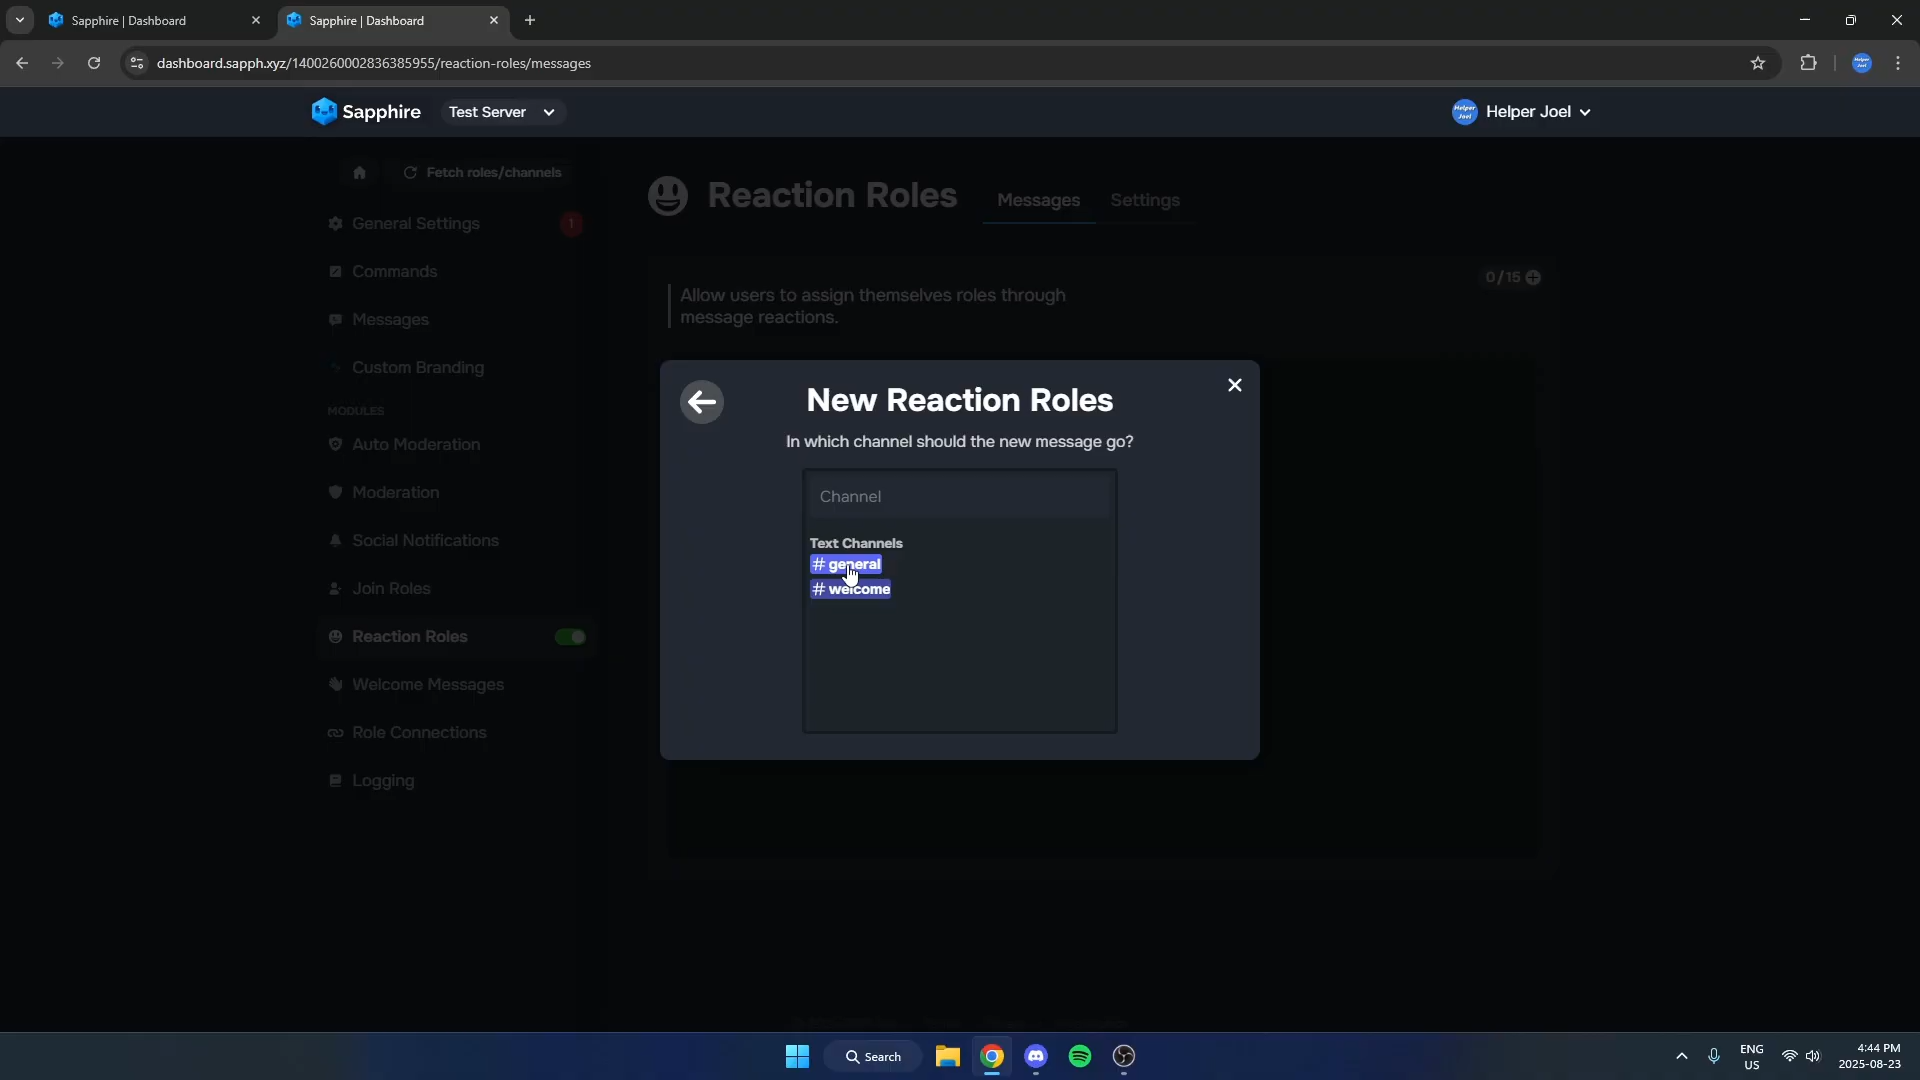 Sapphire | Dashboard
Sapphire | Dashboard
dashboard.sapph.xyz/1400260002836385955/reaction-roles/messages
Sapphire
Test Server
Helper Joel
Fetch roles/channels
General Settings
1
Commands
Messages
Custom Branding
MODULES
Auto Moderation
Moderation
Social Notifications
Join Roles
Reaction Roles
Welcome Messages
Role Connections
Logging
Reaction Roles
Messages
Settings
0/15
Allow users to assign themselves roles through
message reactions.
New Reaction Roles
In which channel should the new message go?
Channel
Text Channels
# general
# welcome
Search
ENG
US
4:44 PM
2025-08-23